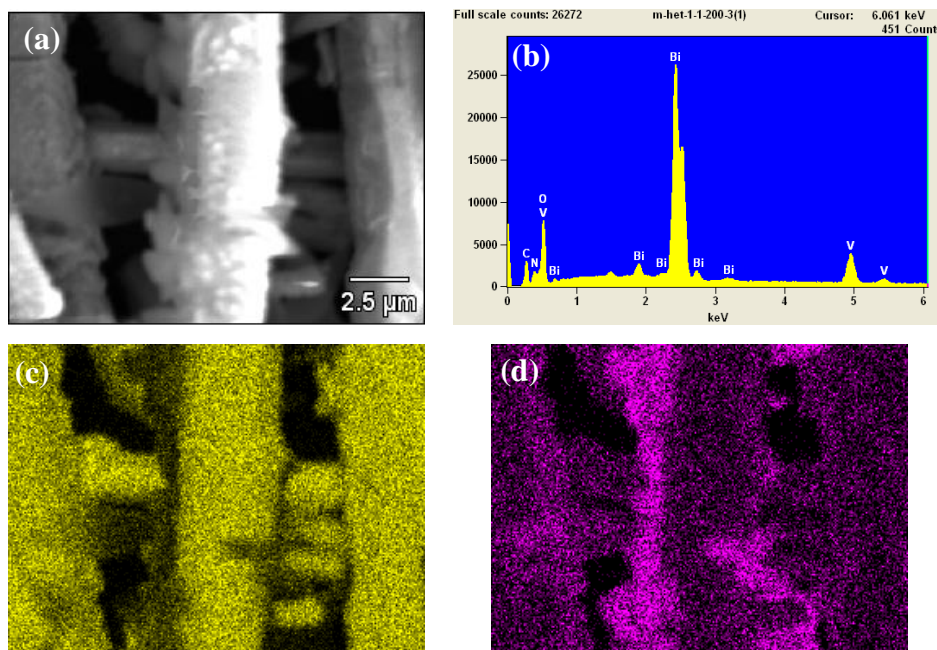 (a)
2.5 µm
Full scale counts: 26272 m-het-1-1-200-3(1) Cursor: 6.061 keV
451 Count
(b)
Bi
25000
20000
15000
10000
5000
0
O
V
C
N
Bi
Bi
Bi
Bi
Bi
V
V
0 1 2 3 4 5 6
keV
(c)
(d)